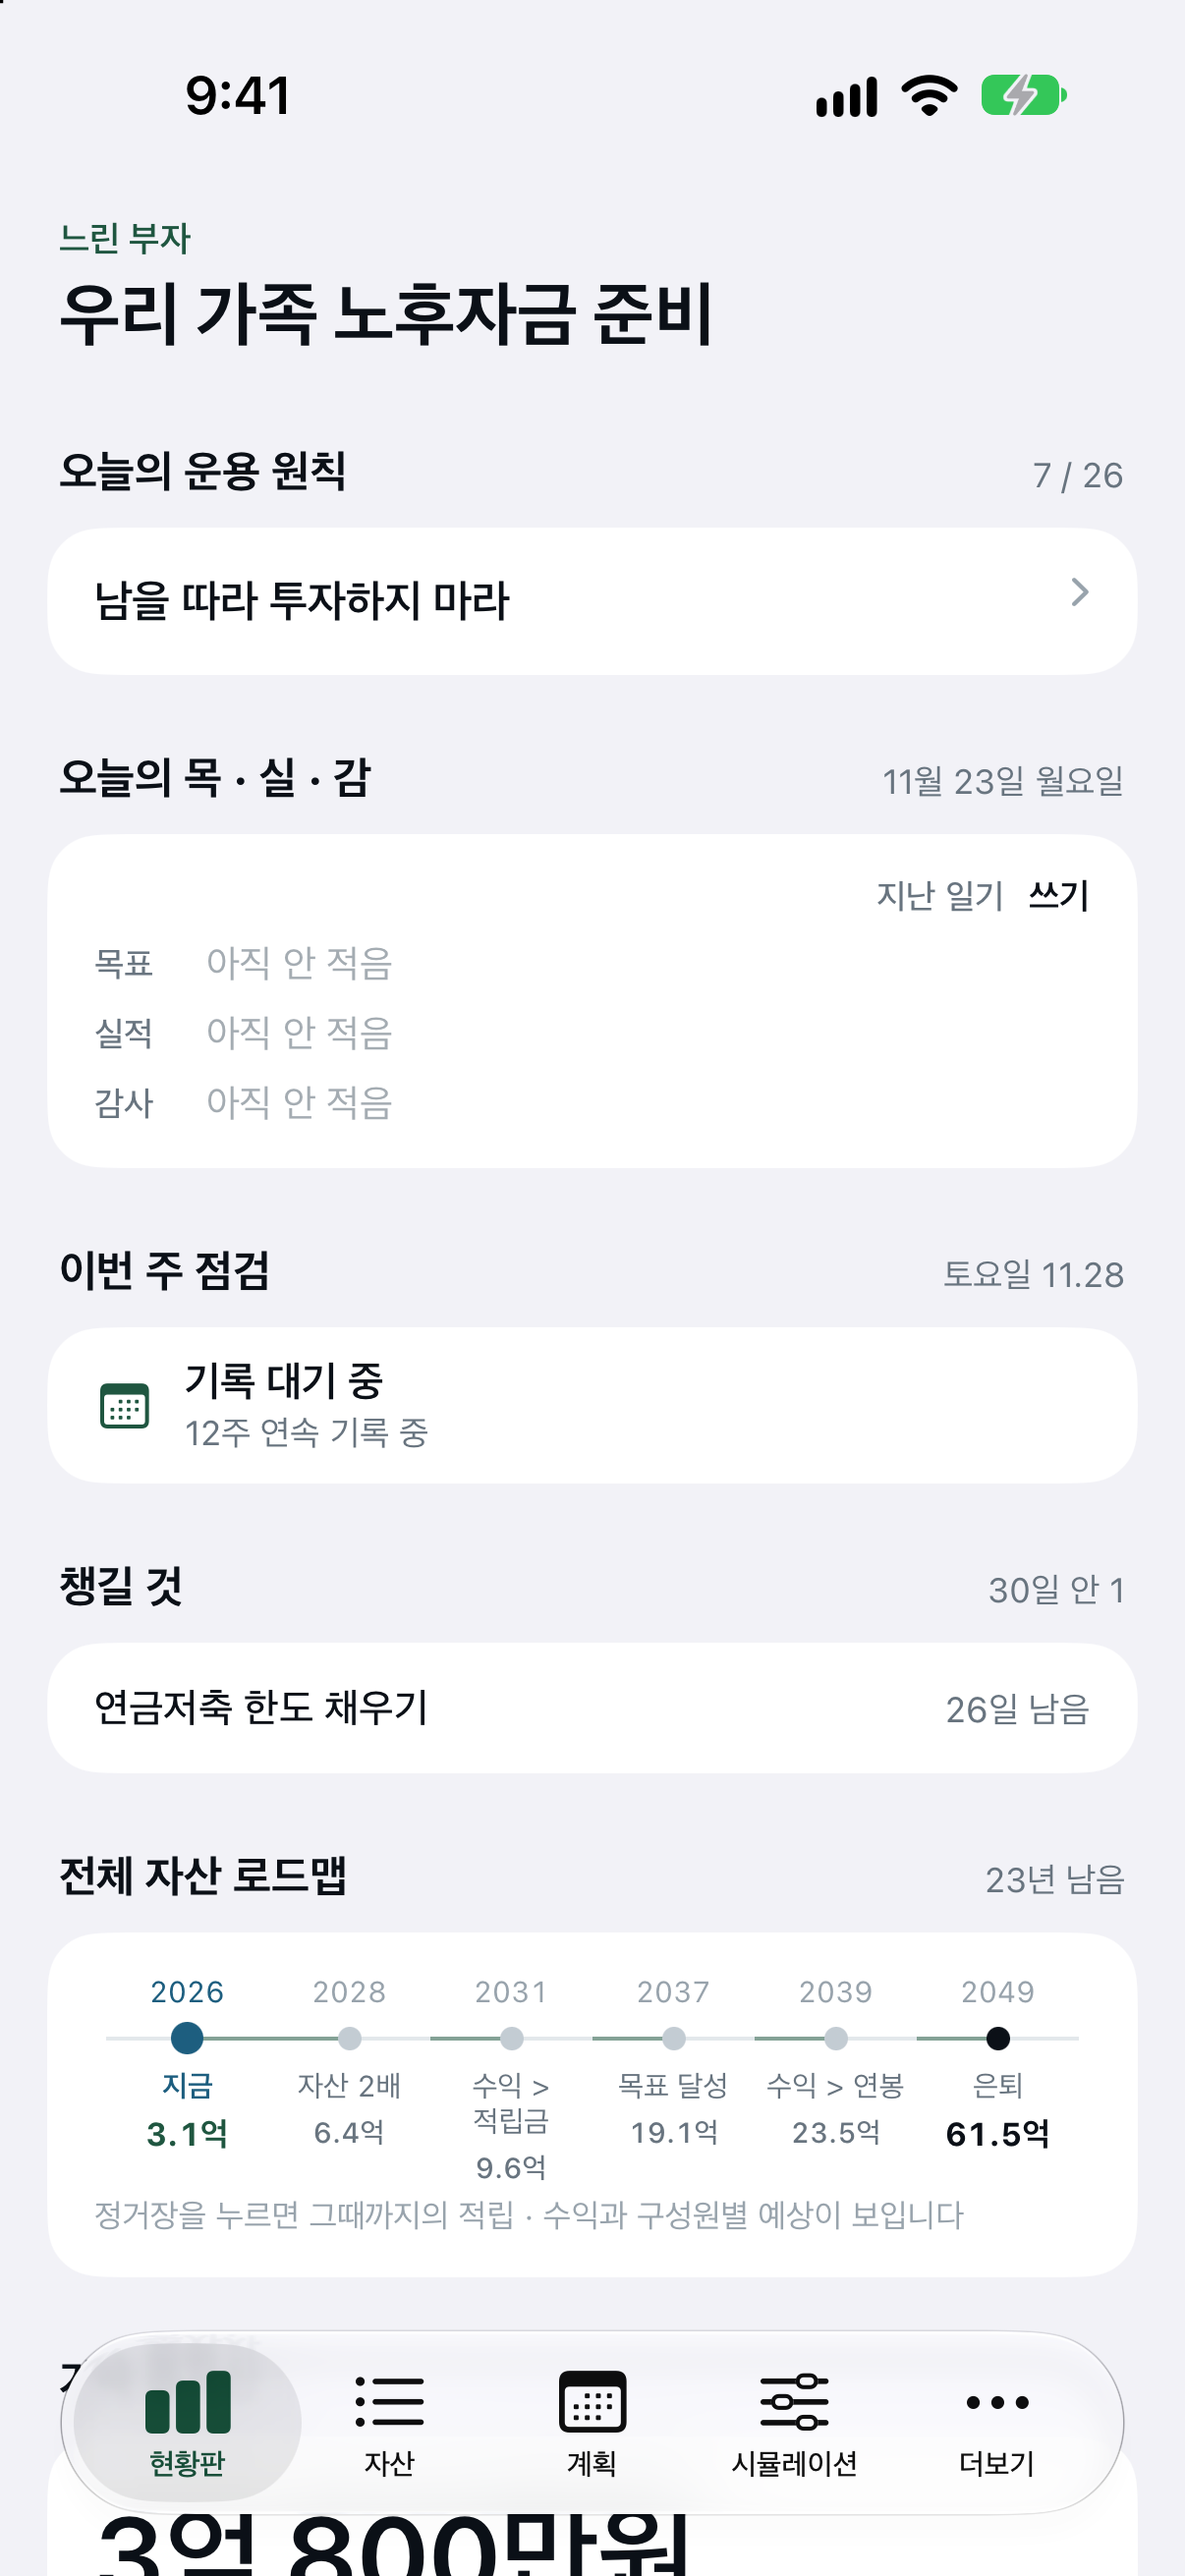 9:41
느린 부자
우리 가족 노후자금 준비
오늘의 운용 원칙
7 / 26
남을 따라 투자하지 마라
오늘의 목 · 실 · 감
11월 23일 월요일
지난 일기 쓰기
목표 아직 안 적음
실적 아직 안 적음
감사 아직 안 적음
이번 주 점검
토요일 11.28
기록 대기 중
12주 연속 기록 중
챙길 것
30일 안 1
연금저축 한도 채우기
26일 남음
전체 자산 로드맵
23년 남음
2026 2028 2031 2037 2039 2049
지금 자산 2배 수익 > 적립금 목표 달성 수익 > 연봉 은퇴
3.1억 6.4억 9.6억 19.1억 23.5억 61.5억
정거장을 누르면 그때까지의 적립 · 수익과 구성원별 예상이 보입니다
현황판 자산 계획 시뮬레이션 더보기
3억 800만원